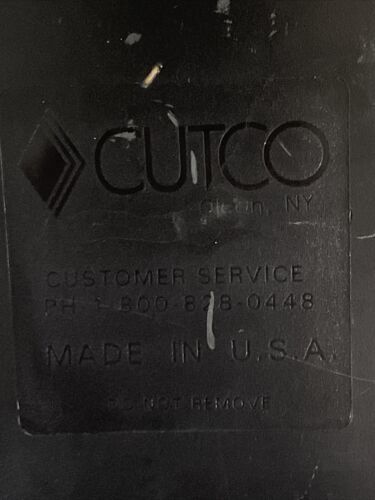 CUTCO
Olean, NY
CUSTOMER SERVICE
PH. 1-800-828-0448
MADE IN U.S.A.
DO NOT REMOVE